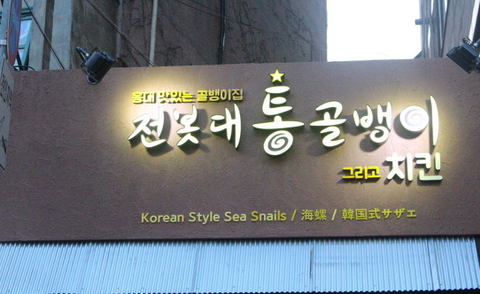 홍대 맛있는 골뱅이집
전봇대 통골뱅이
그리고 치킨
Korean Style Sea Snails / 海螺 / 韓国式サザエ